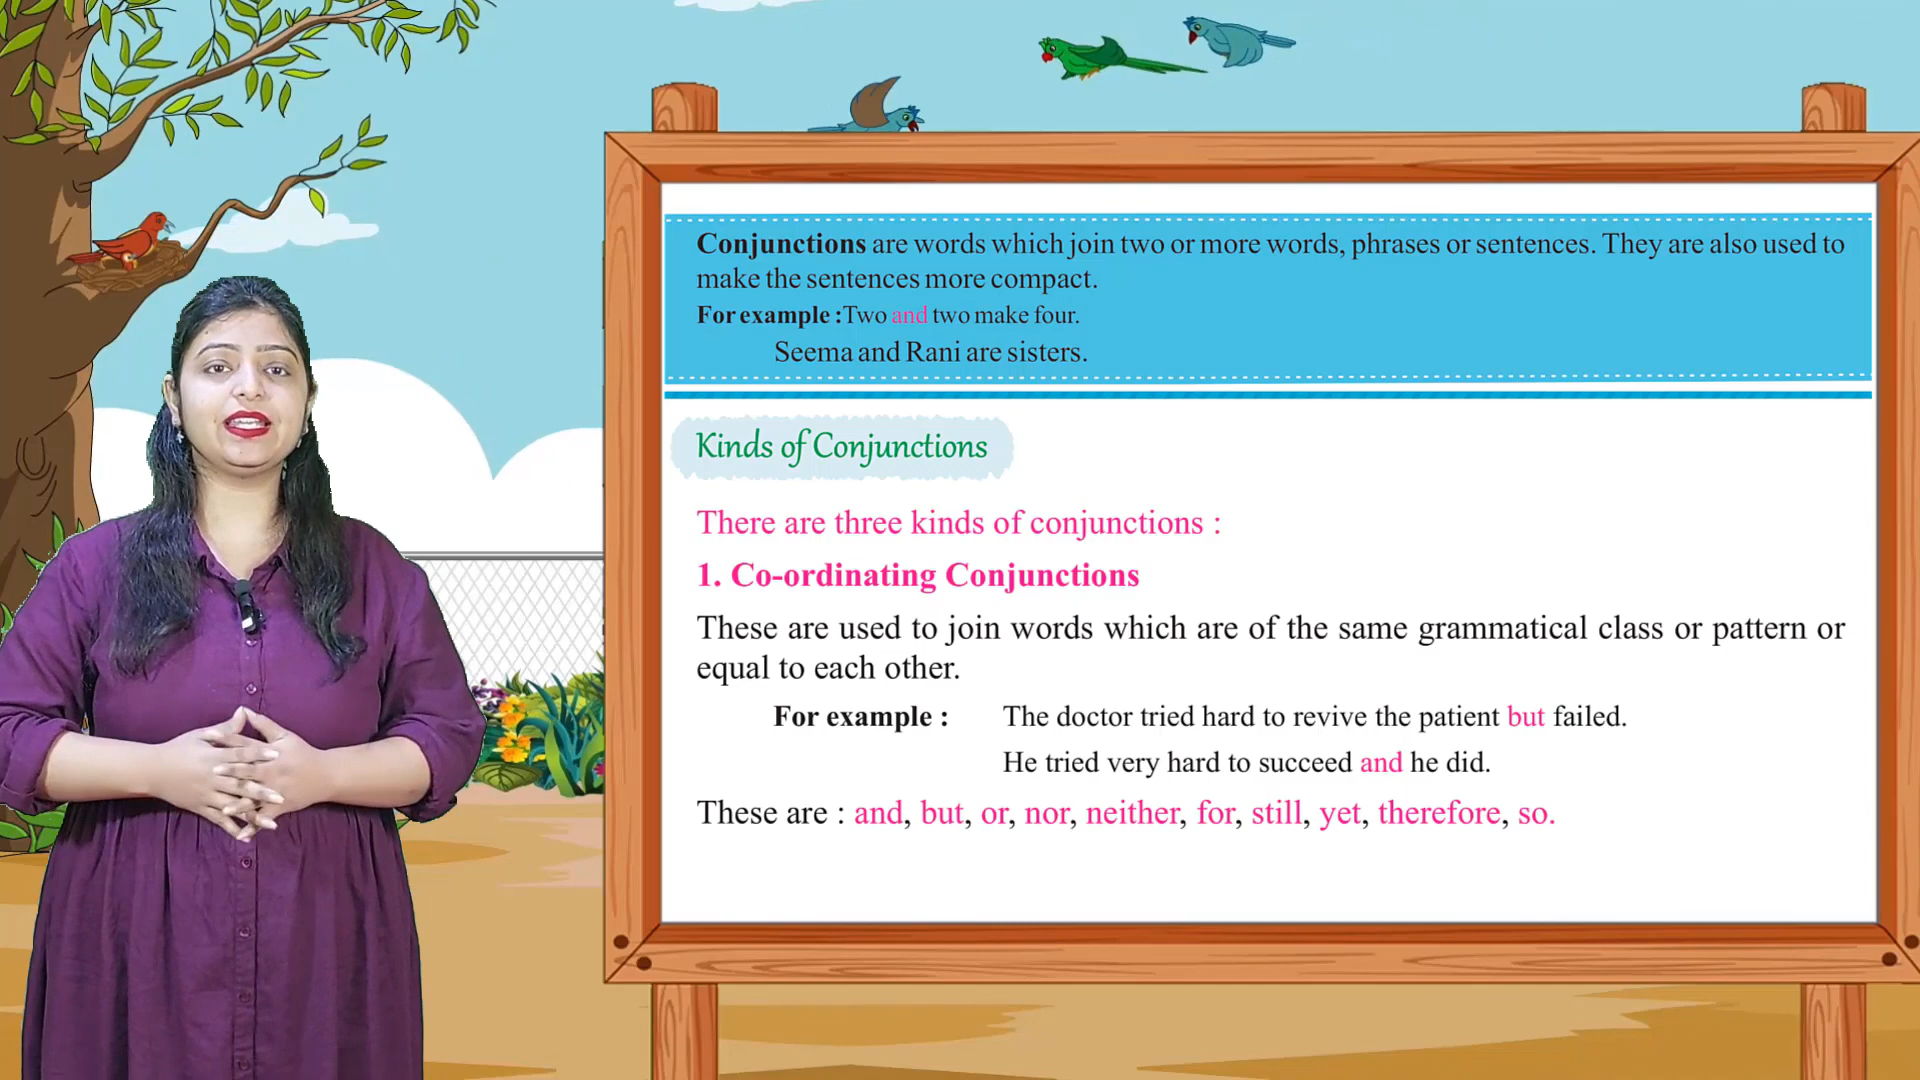 Conjunctions are words which join two or more words, phrases or sentences. They are also used to
make the sentences more compact.
For example :Two and two make four.
Seema and Rani are sisters.
Kinds of Conjunctions
There are three kinds of conjunctions :
1. Co-ordinating Conjunctions
These are used to join words which are of the same grammatical class or pattern or
equal to each other.
For example : The doctor tried hard to revive the patient but failed.
He tried very hard to succeed and he did.
These are : and, but, or, nor, neither, for, still, yet, therefore, so.